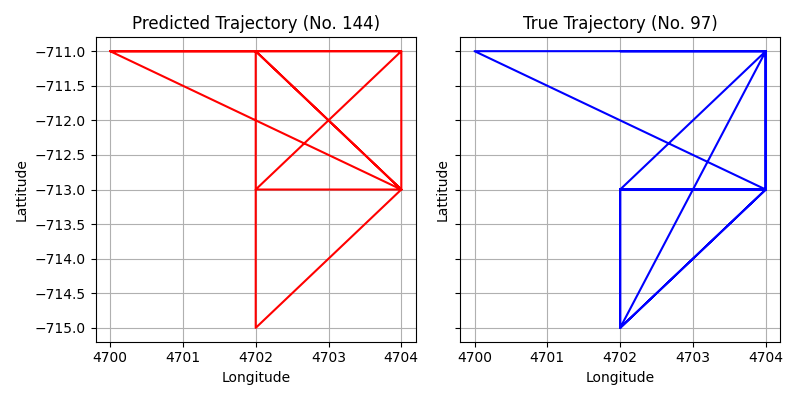 Predicted Trajectory (No. 144)
True Trajectory (No. 97)
−711.0
−711.5
−712.0
−712.5
−713.0
−713.5
−714.0
−714.5
−715.0
Lattitude
Lattitude
4700 4701 4702 4703 4704
4700 4701 4702 4703 4704
Longitude
Longitude